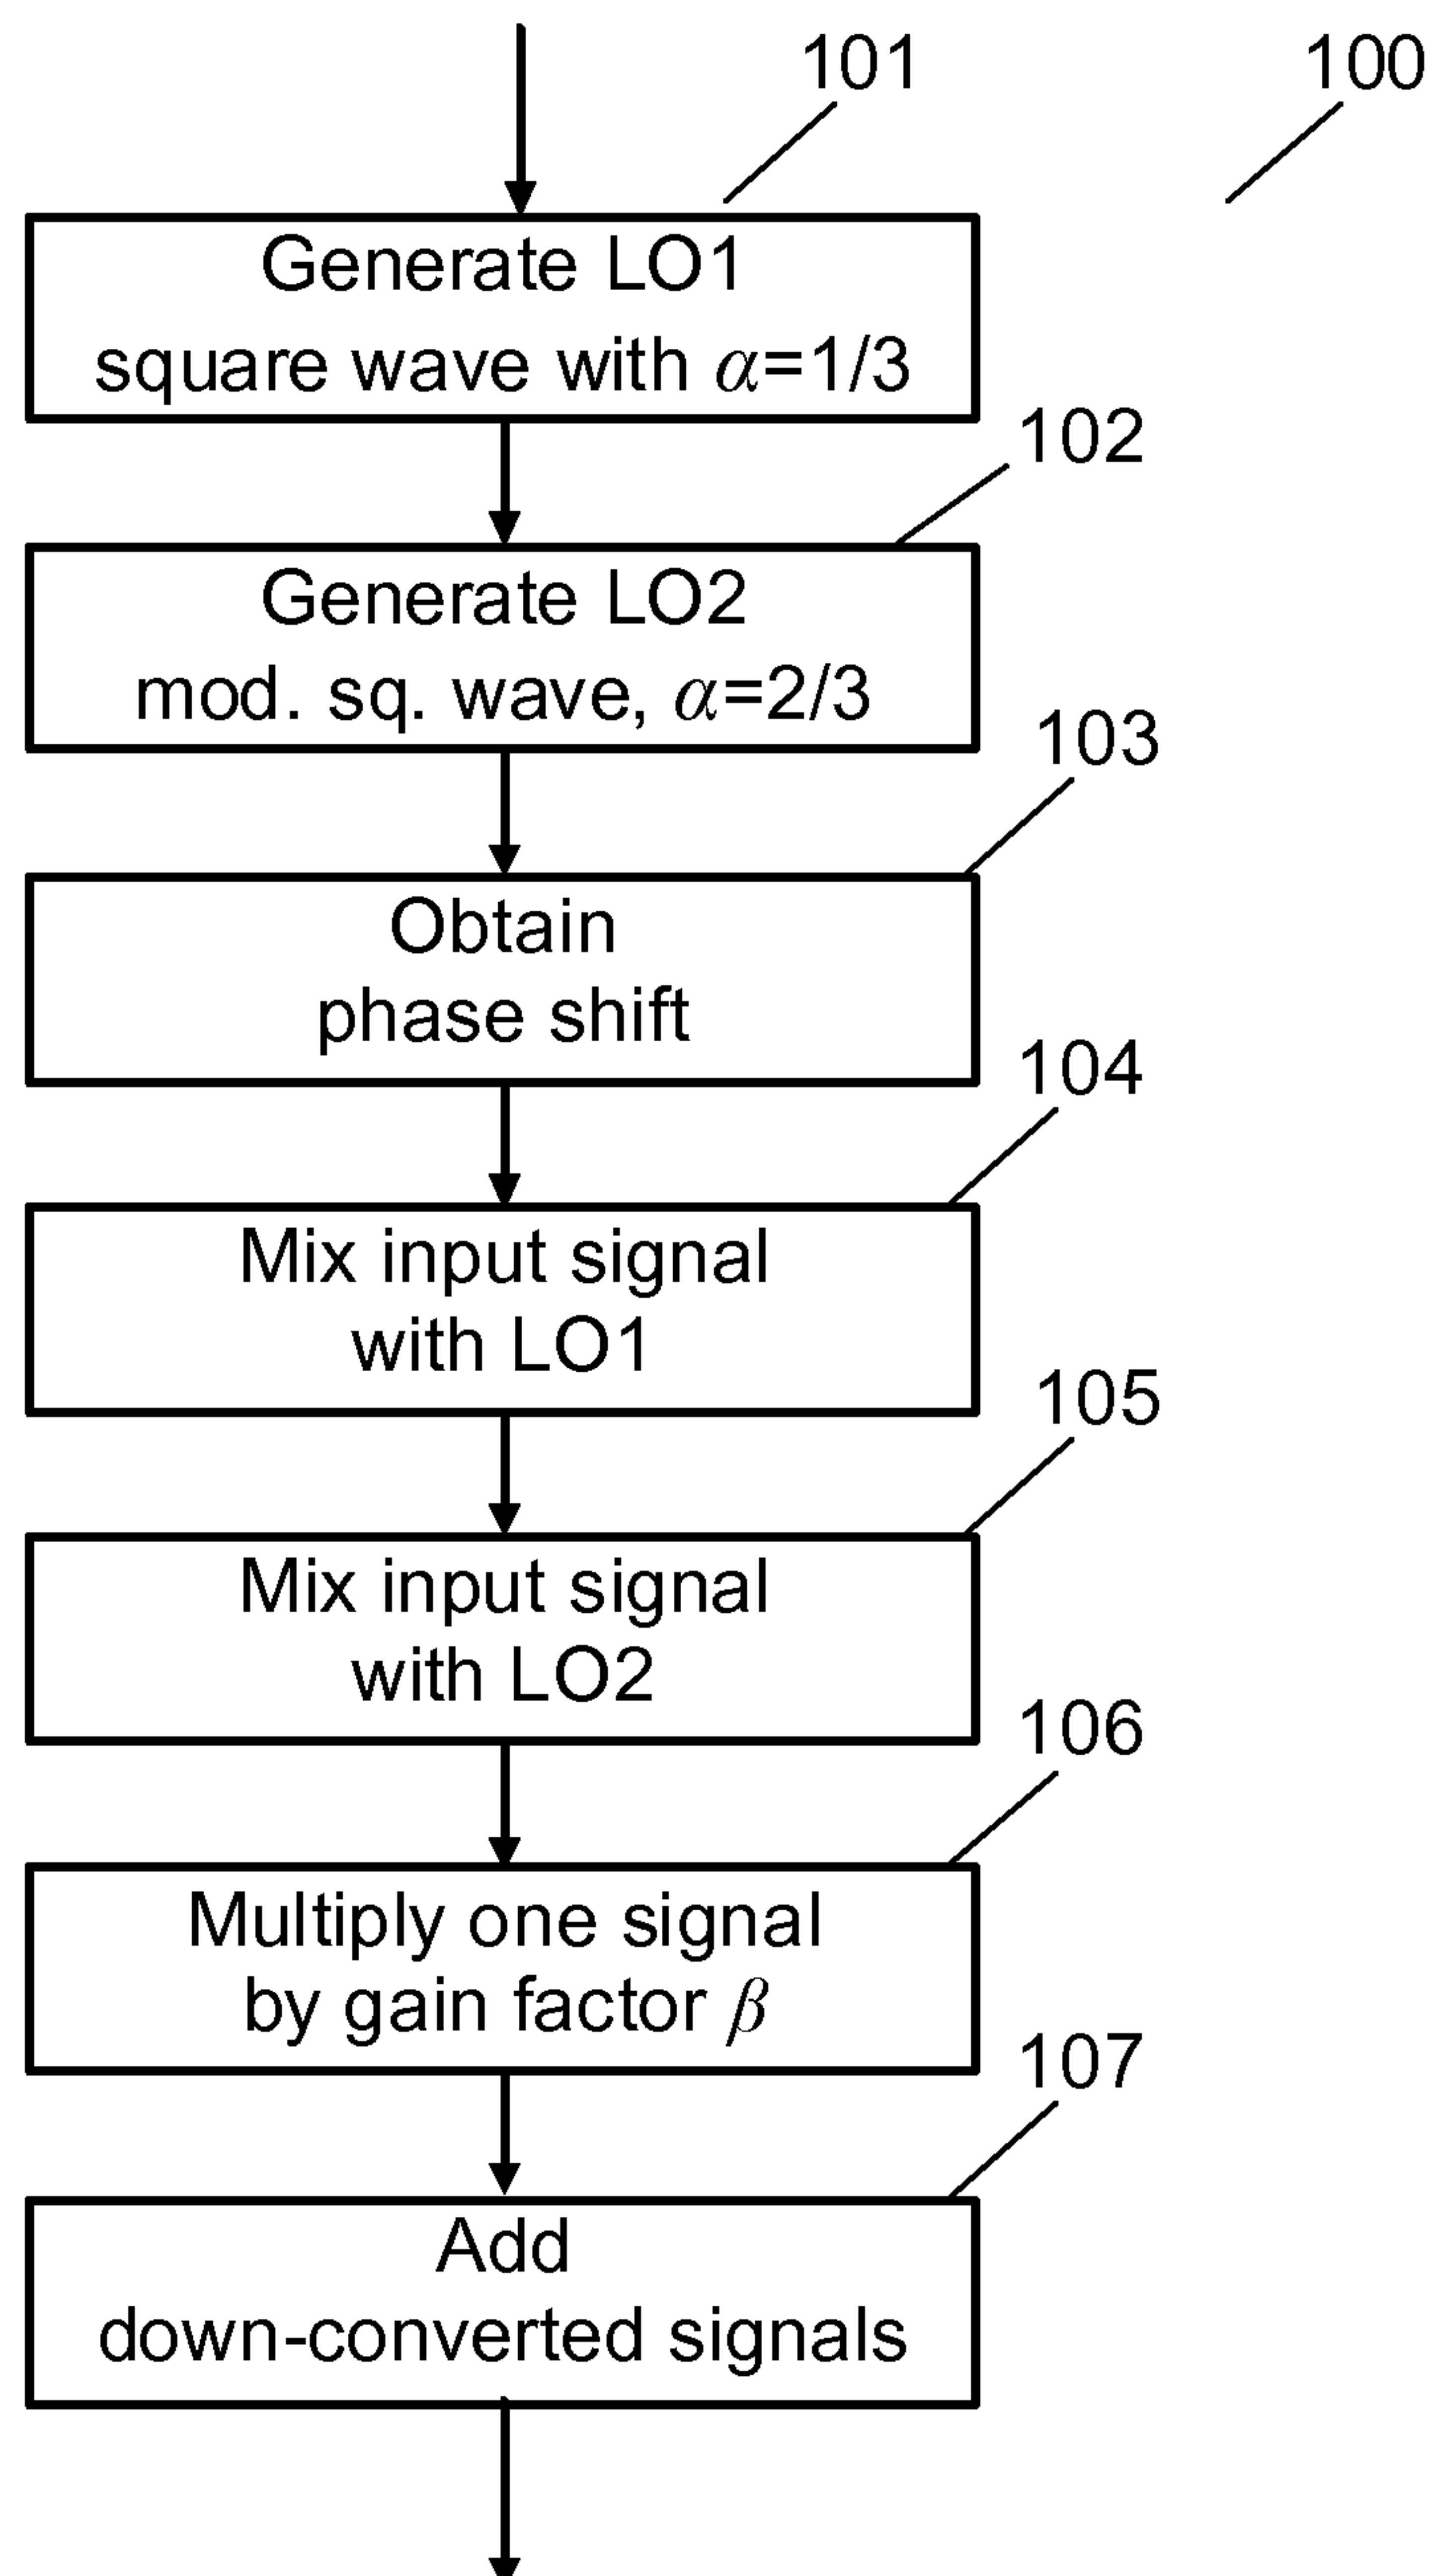 101
100
Generate LO1
square wave with α=1/3
102
Generate LO2
mod. sq. wave, α=2/3
103
Obtain
phase shift
104
Mix input signal
with LO1
105
Mix input signal
with LO2
106
Multiply one signal
by gain factor β
107
Add
down-converted signals